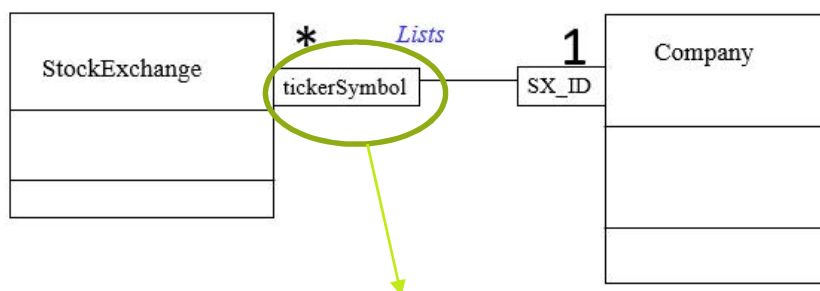 * Lists 1
StockExchange
Company
tickerSymbol
SX_ID